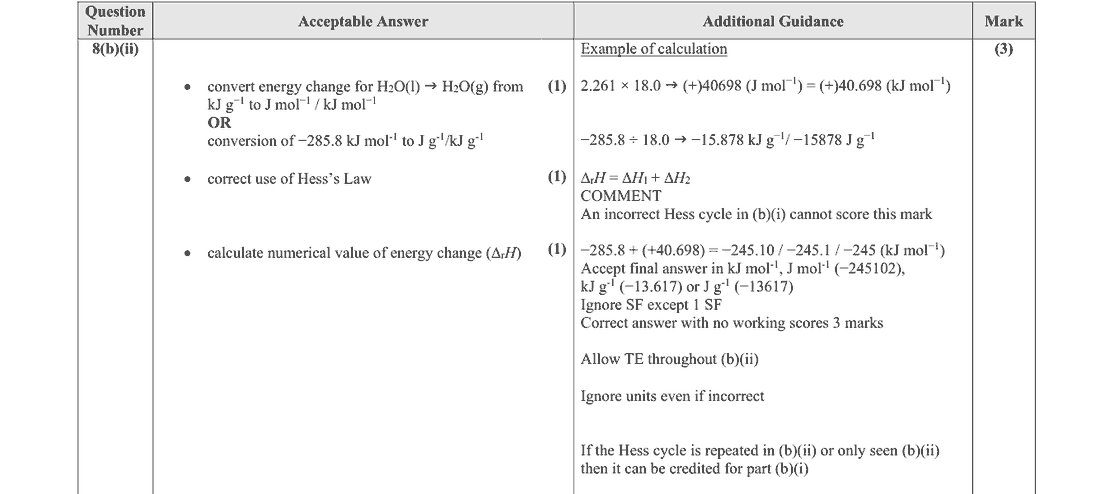 Question Number
Acceptable Answer
Additional Guidance
Mark
8(b)(ii)
Example of calculation
(3)
• convert energy change for H₂O(l) → H₂O(g) from (1)
kJ g⁻¹ to J mol⁻¹ / kJ mol⁻¹
OR
conversion of −285.8 kJ mol⁻¹ to J g⁻¹/kJ g⁻¹
2.261 × 18.0 → (+)40698 (J mol⁻¹) = (+)40.698 (kJ mol⁻¹)
−285.8 ÷ 18.0 → −15.878 kJ g⁻¹/ −15878 J g⁻¹
• correct use of Hess’s Law (1)
ΔᵣH = ΔH₁ + ΔH₂
COMMENT
An incorrect Hess cycle in (b)(i) cannot score this mark
• calculate numerical value of energy change (ΔᵣH) (1)
−285.8 + (+40.698) = −245.10 / −245.1 / −245 (kJ mol⁻¹)
Accept final answer in kJ mol⁻¹, J mol⁻¹ (−245102),
kJ g⁻¹ (−13.617) or J g⁻¹ (−13617)
Ignore SF except 1 SF
Correct answer with no working scores 3 marks
Allow TE throughout (b)(ii)
Ignore units even if incorrect
If the Hess cycle is repeated in (b)(ii) or only seen (b)(ii)
then it can be credited for part (b)(i)